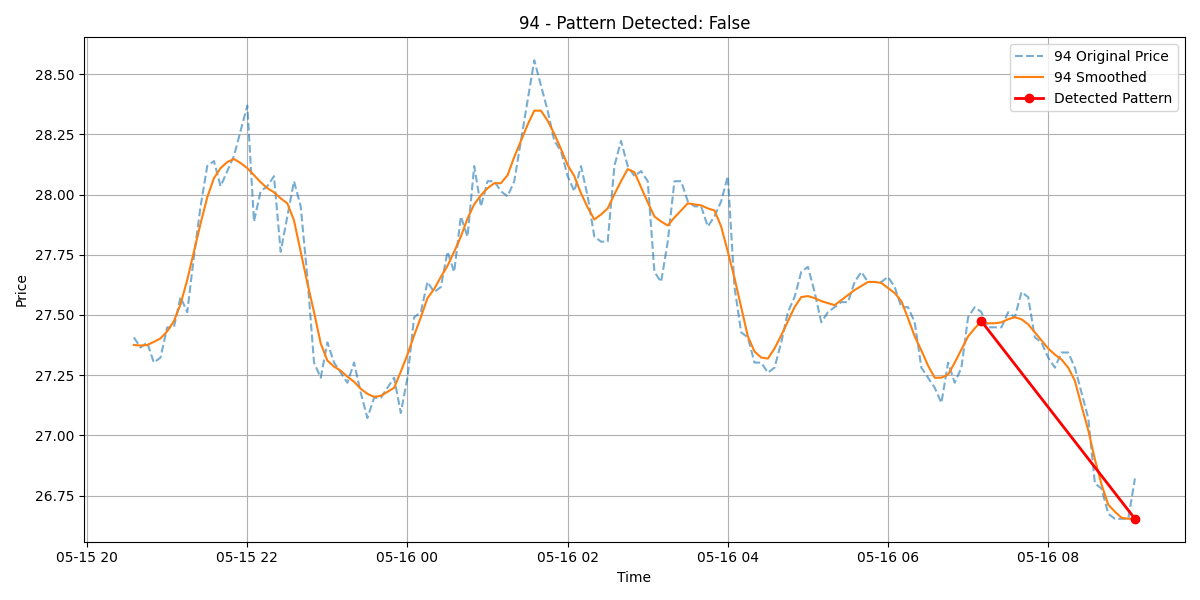 94 - Pattern Detected: False
94 Original Price
94 Smoothed
Detected Pattern
Price
28.50
28.25
28.00
27.75
27.50
27.25
27.00
26.75
05-15 20
05-15 22
05-16 00
05-16 02
05-16 04
05-16 06
05-16 08
Time